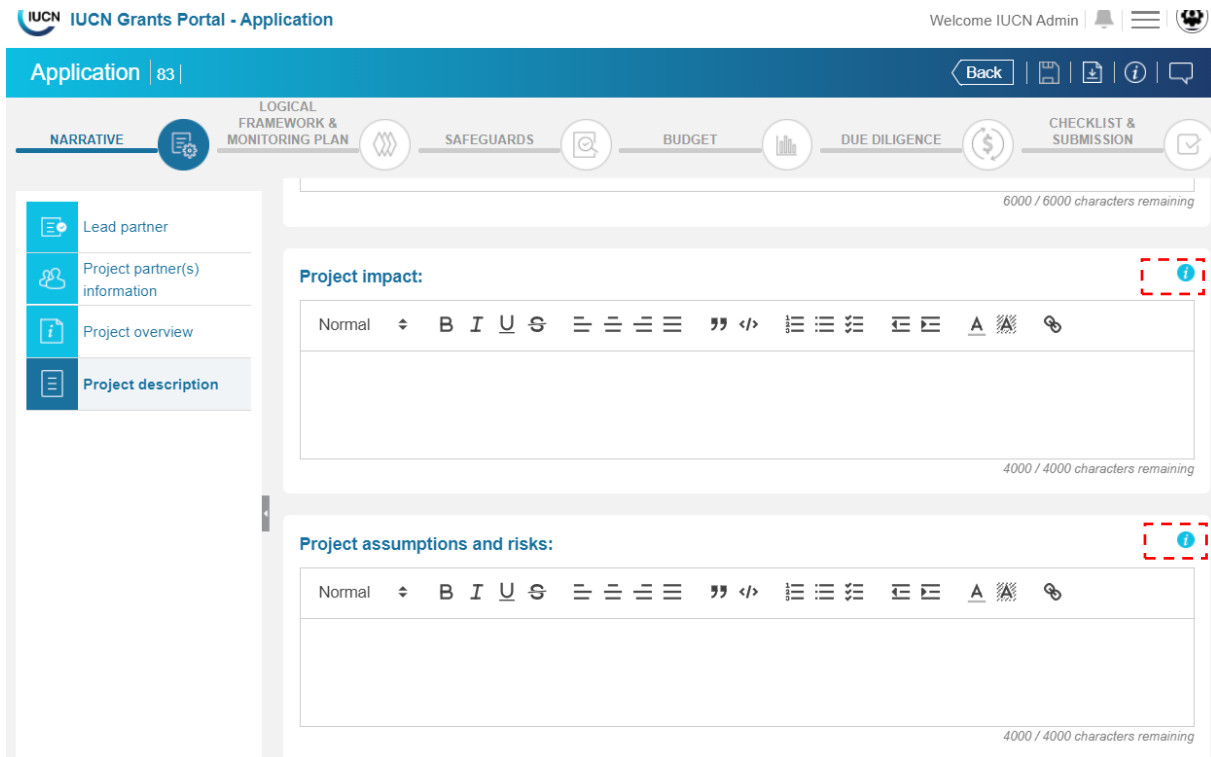 IUCN IUCN Grants Portal - Application
Welcome IUCN Admin
Application | 83 |
Back
NARRATIVE
LOGICAL
FRAMEWORK &
MONITORING PLAN
SAFEGUARDS
BUDGET
DUE DILIGENCE
CHECKLIST &
SUBMISSION
Lead partner
Project partner(s)
information
Project overview
Project description
6000 / 6000 characters remaining
Project impact:
Normal
4000 / 4000 characters remaining
Project assumptions and risks:
Normal
4000 / 4000 characters remaining